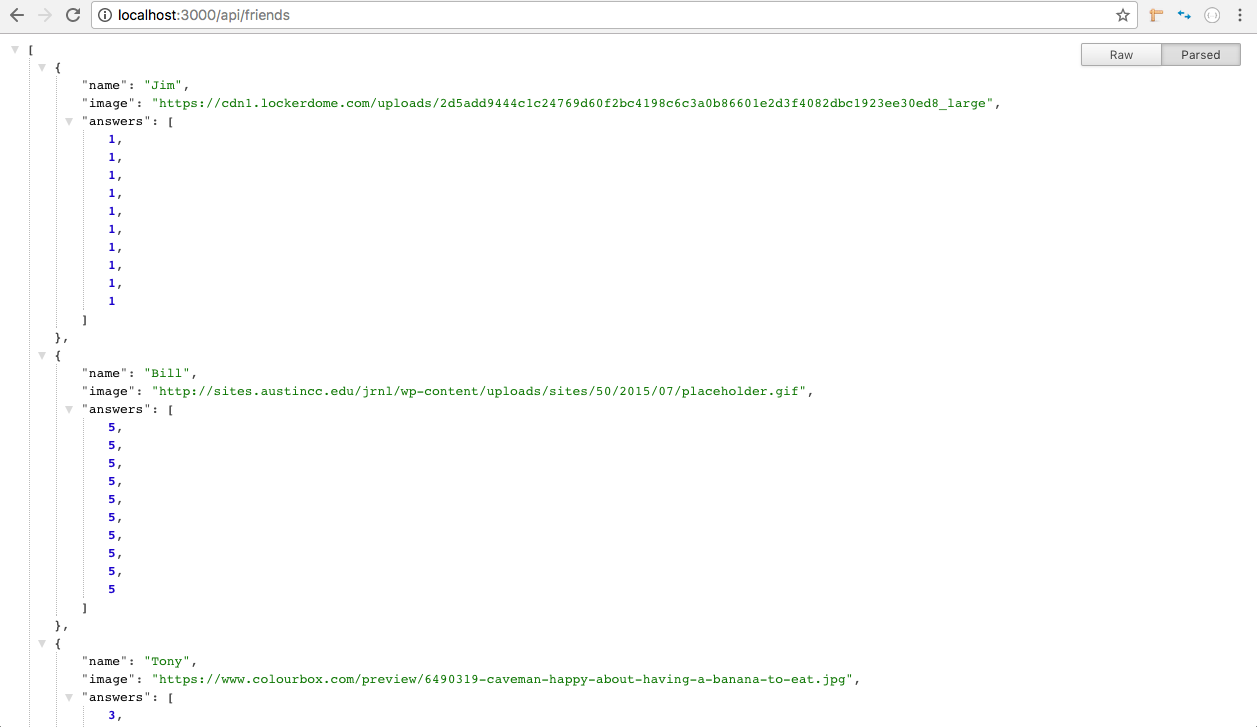 localhost:3000/api/friends
Raw Parsed
[
{
"name": "Jim",
"image": "https://cdn1.lockerdome.com/uploads/2d5add9444c1c24769d60f2bc4198c6c3a0b86601e2d3f4082dbc1923ee30ed8_large",
"answers": [
1,
1,
1,
1,
1,
1,
1,
1,
1,
1
]
},
{
"name": "Bill",
"image": "http://sites.austincc.edu/jrnl/wp-content/uploads/sites/50/2015/07/placeholder.gif",
"answers": [
5,
5,
5,
5,
5,
5,
5,
5,
5,
5
]
},
{
"name": "Tony",
"image": "https://www.colourbox.com/preview/6490319-caveman-happy-about-having-a-banana-to-eat.jpg",
"answers": [
3,